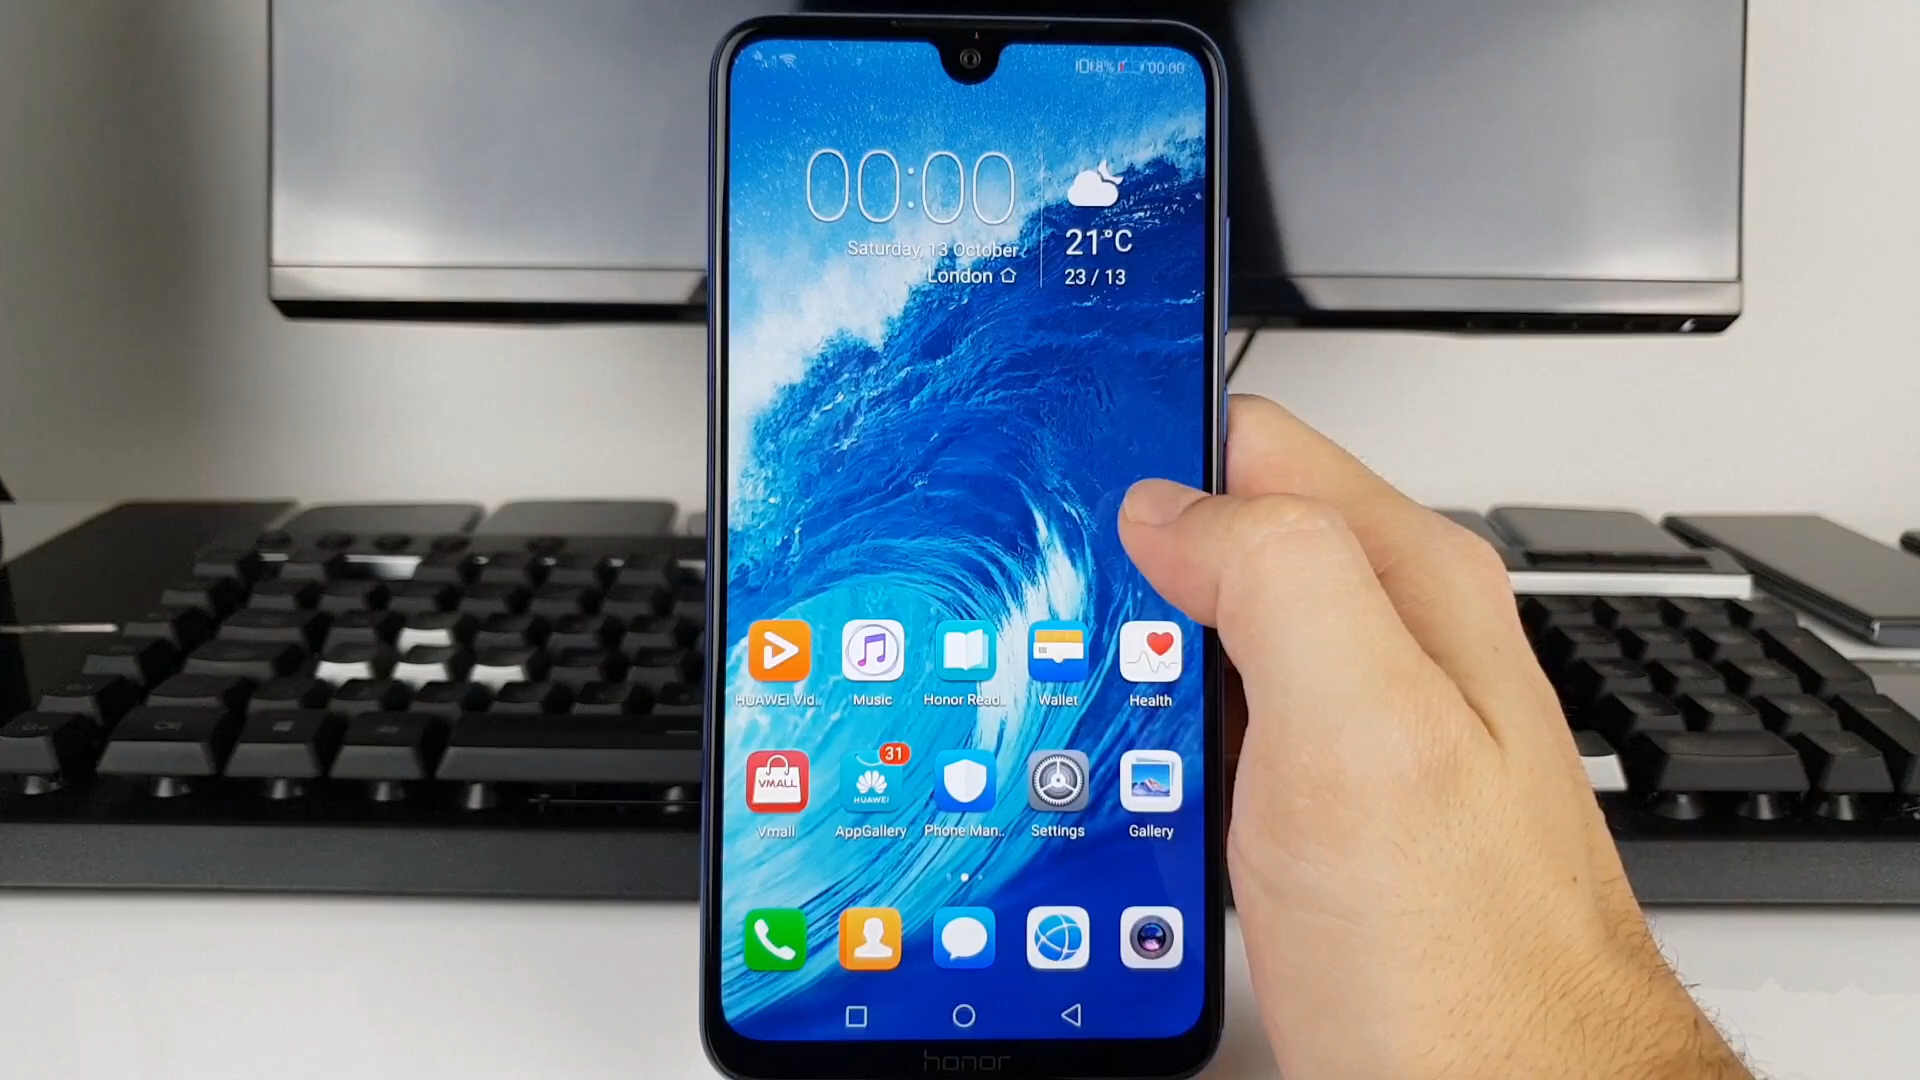 8% 00:00
00:00
Saturday, 13 October
London
21°C
23 / 13
HUAWEI Vid..
Music
Honor Read..
Wallet
Health
VMALL
31
HUAWEI
Vmall
AppGallery
Phone Man..
Settings
Gallery
honor